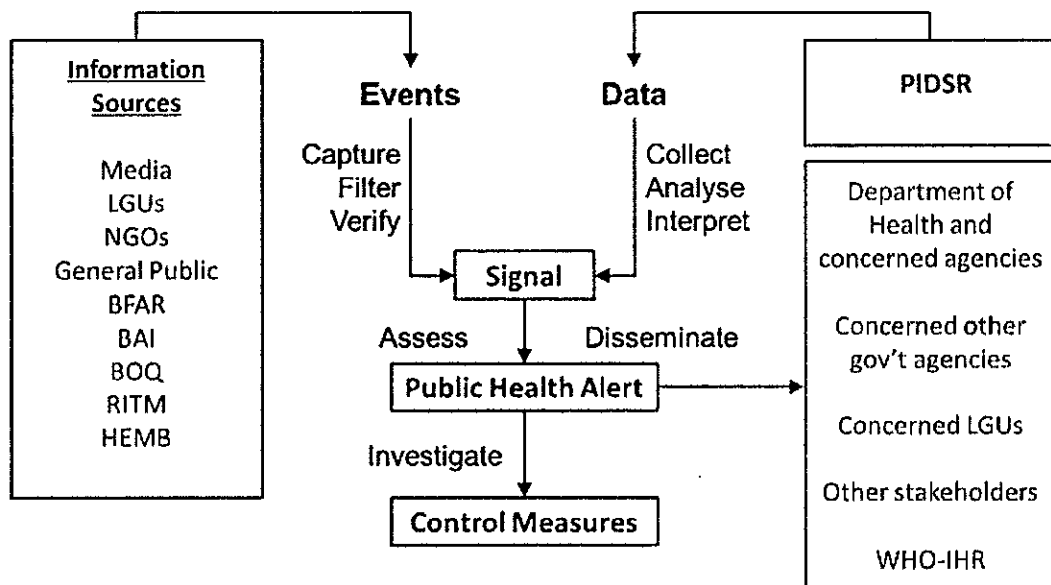 Information
Sources
Media
LGUs
NGOs
General Public
BFAR
BAI
BOQ
RITM
HEMB
Events
Capture
Filter
Verify
Data
Collect
Analyse
Interpret
PIDSR
Signal
Assess
Disseminate
Public Health Alert
Investigate
Control Measures
Department of
Health and
concerned agencies
Concerned other
gov't agencies
Concerned LGUs
Other stakeholders
WHO-IHR